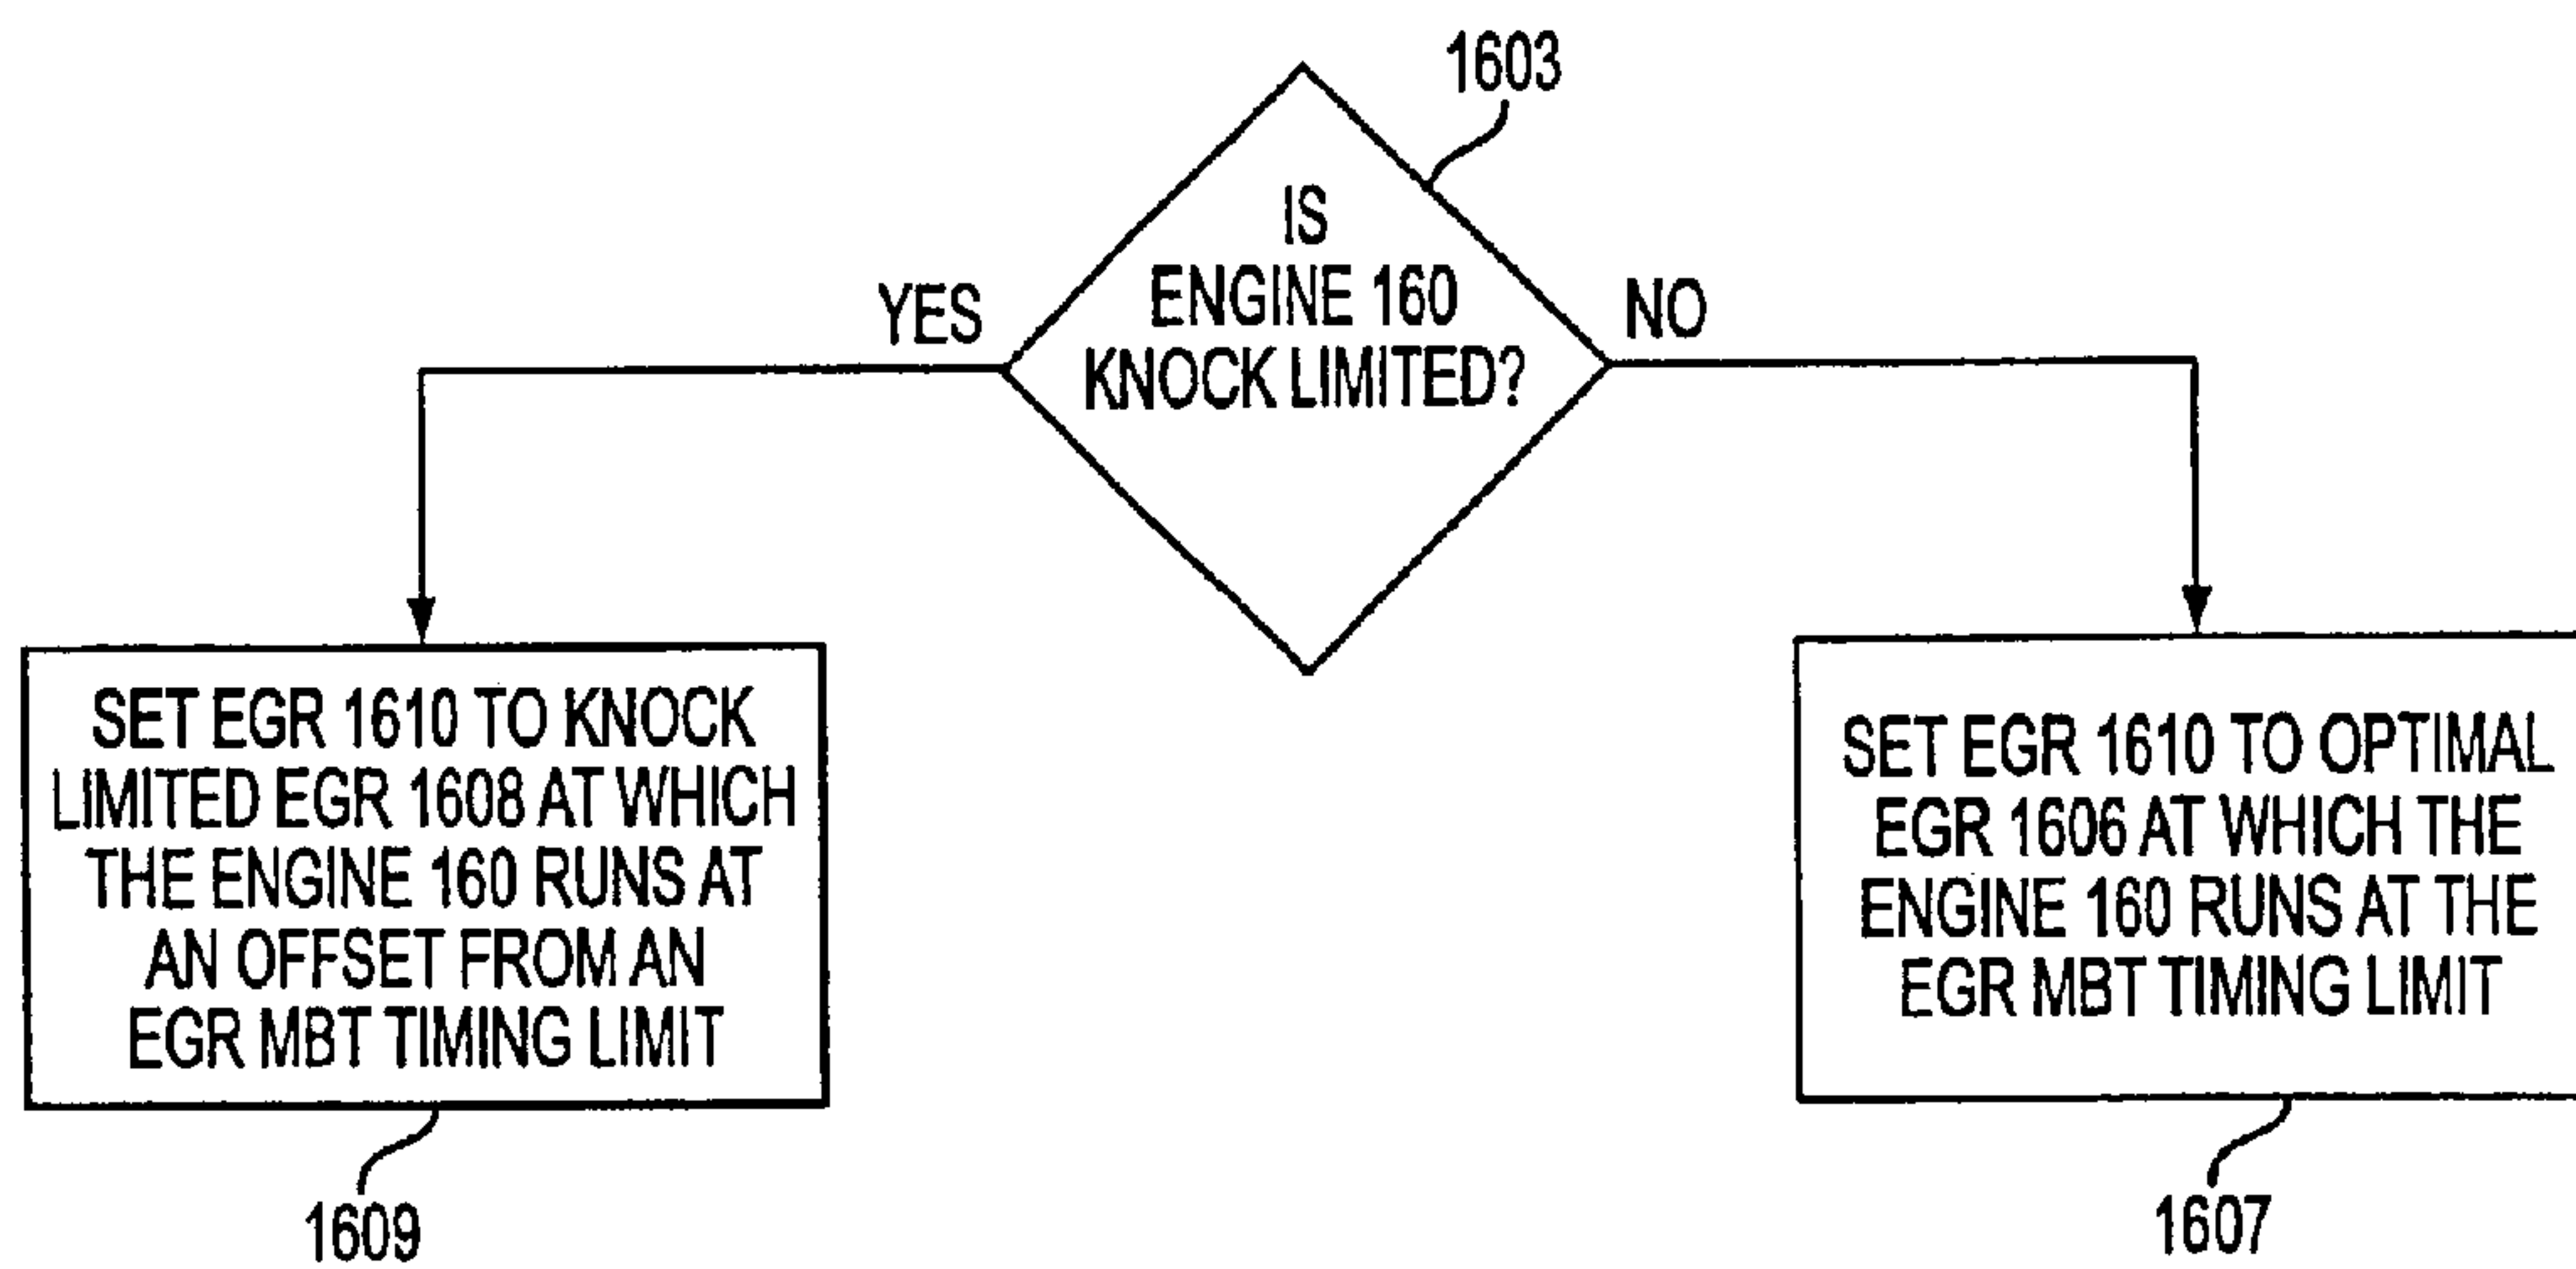 1603
IS
ENGINE 160
KNOCK LIMITED?
YES
NO
SET EGR 1610 TO KNOCK
LIMITED EGR 1608 AT WHICH
THE ENGINE 160 RUNS AT
AN OFFSET FROM AN
EGR MBT TIMING LIMIT
1609
SET EGR 1610 TO OPTIMAL
EGR 1606 AT WHICH THE
ENGINE 160 RUNS AT THE
EGR MBT TIMING LIMIT
1607